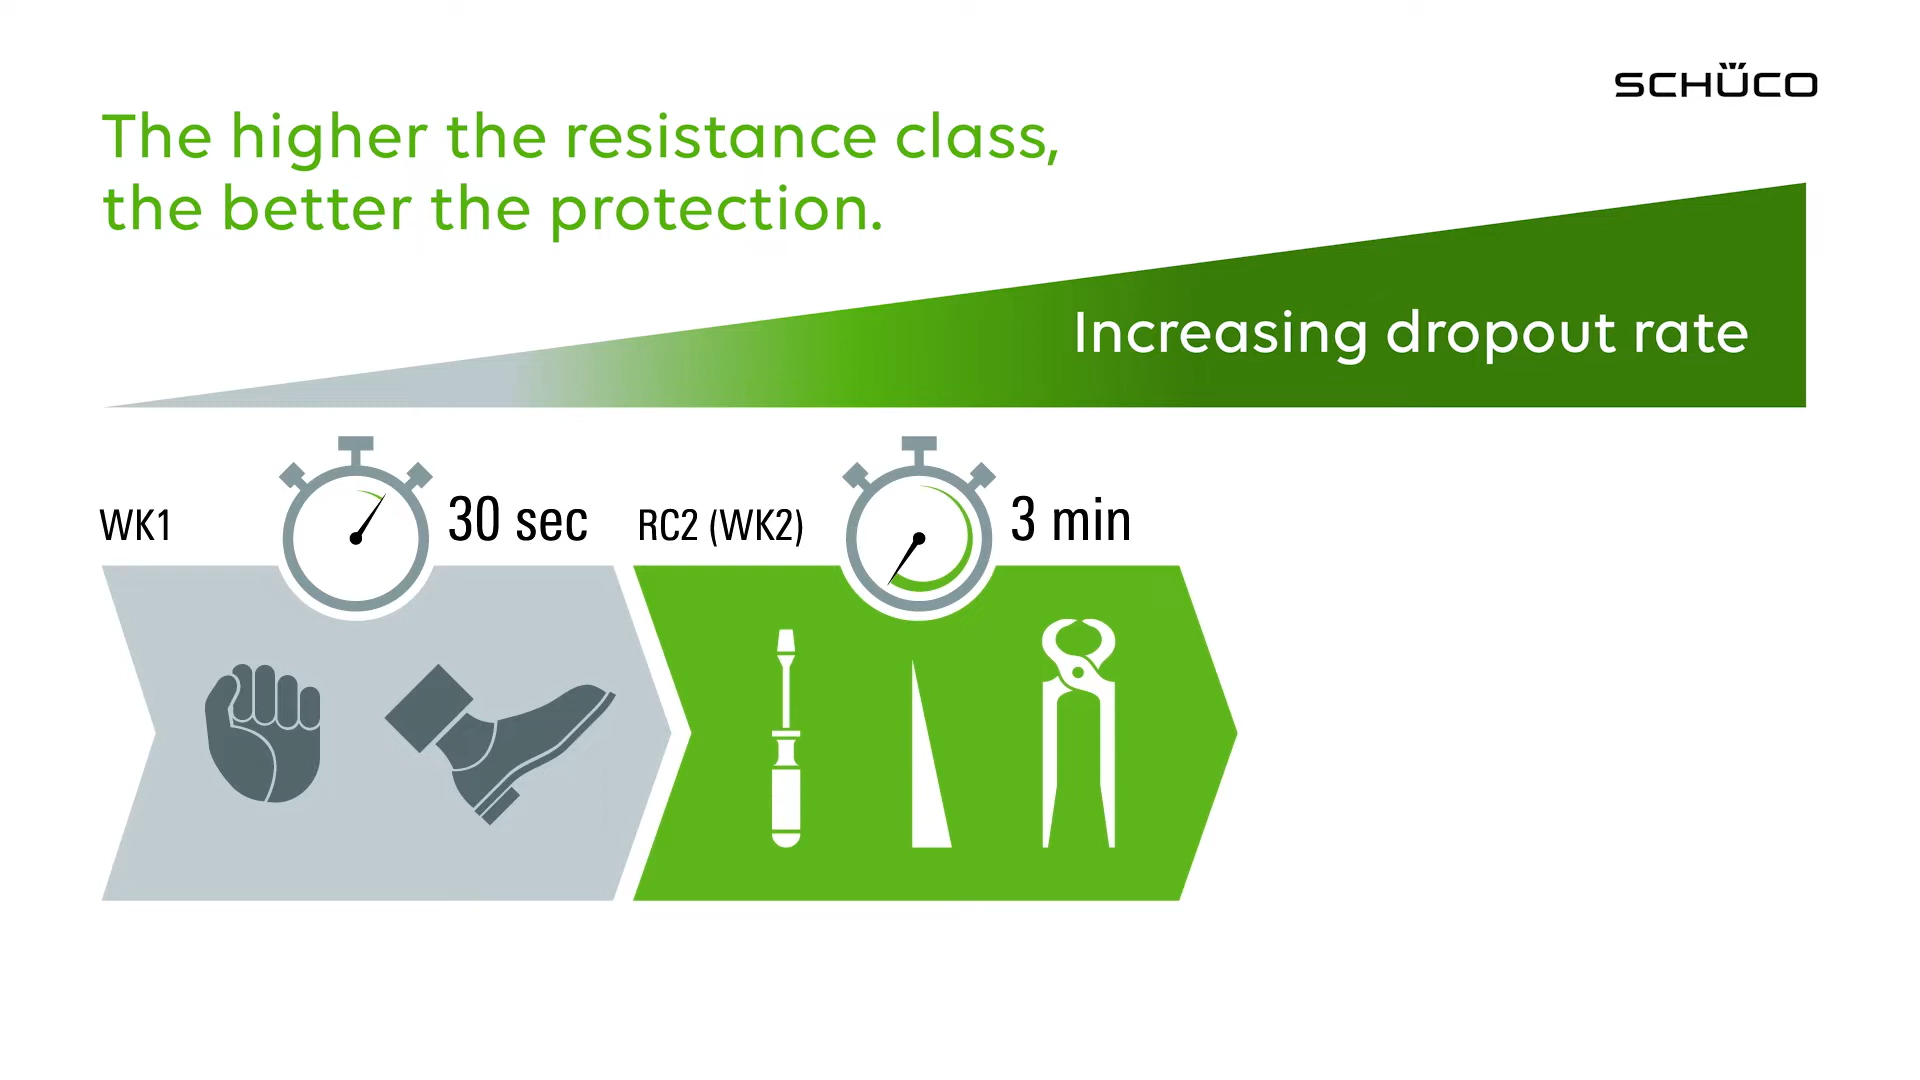 SCHÜCO
The higher the resistance class,
the better the protection.
Increasing dropout rate
WK1
30 sec
RC2 (WK2)
3 min